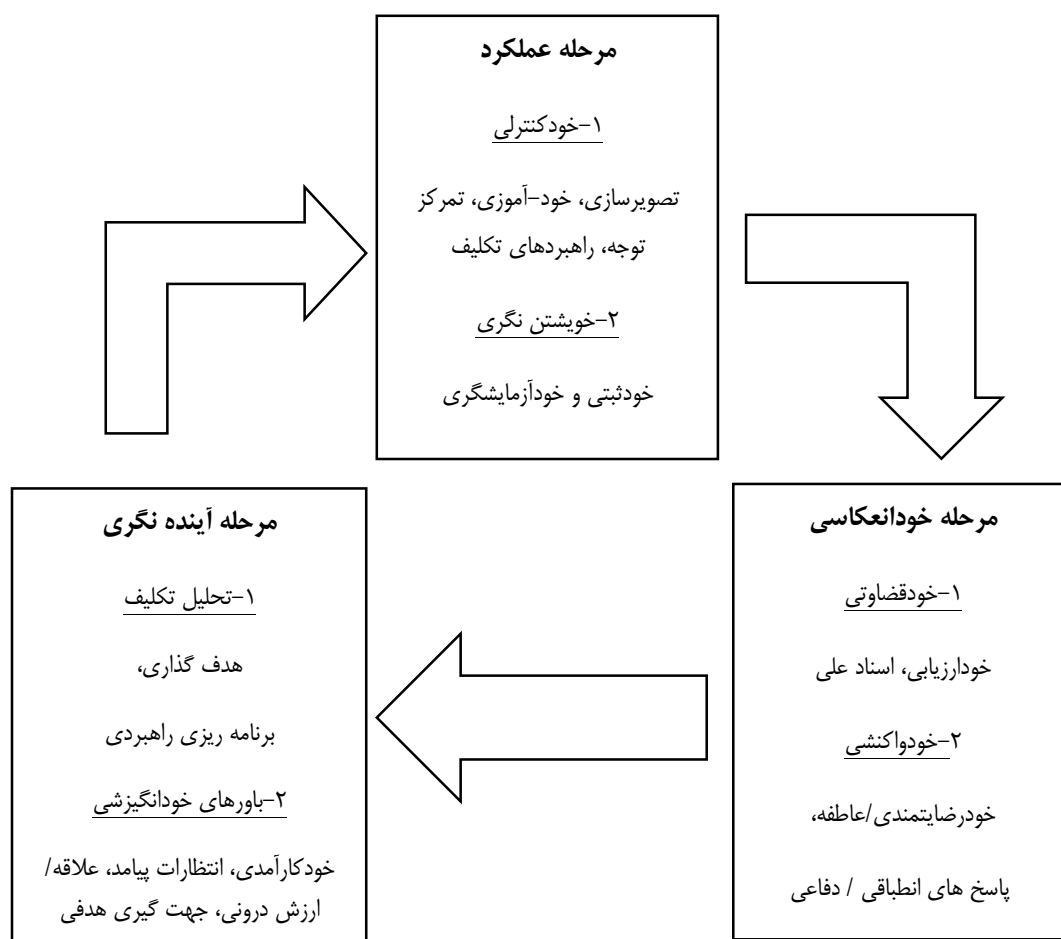 مرحله عملکرد
۱-خودکنترلی
تصویرسازی، خود-آموزی، تمرکز
توجه، راهبردهای تکلیف
۲-خویشتن نگری
خودثبتی و خودآزمایشگری
مرحله خودانعکاسی
۱-خودقضاوتی
خودارزیابی، اسناد علی
۲-خودواکنشی
خودرضایتمندی/عاطفه،
پاسخ های انطباقی / دفاعی
مرحله آینده نگری
۱-تحلیل تکلیف
هدف گذاری،
برنامه ریزی راهبردی
۲-باورهای خودانگیزشی
خودکارآمدی، انتظارات پیامد، علاقه/
ارزش درونی، جهت گیری هدفی